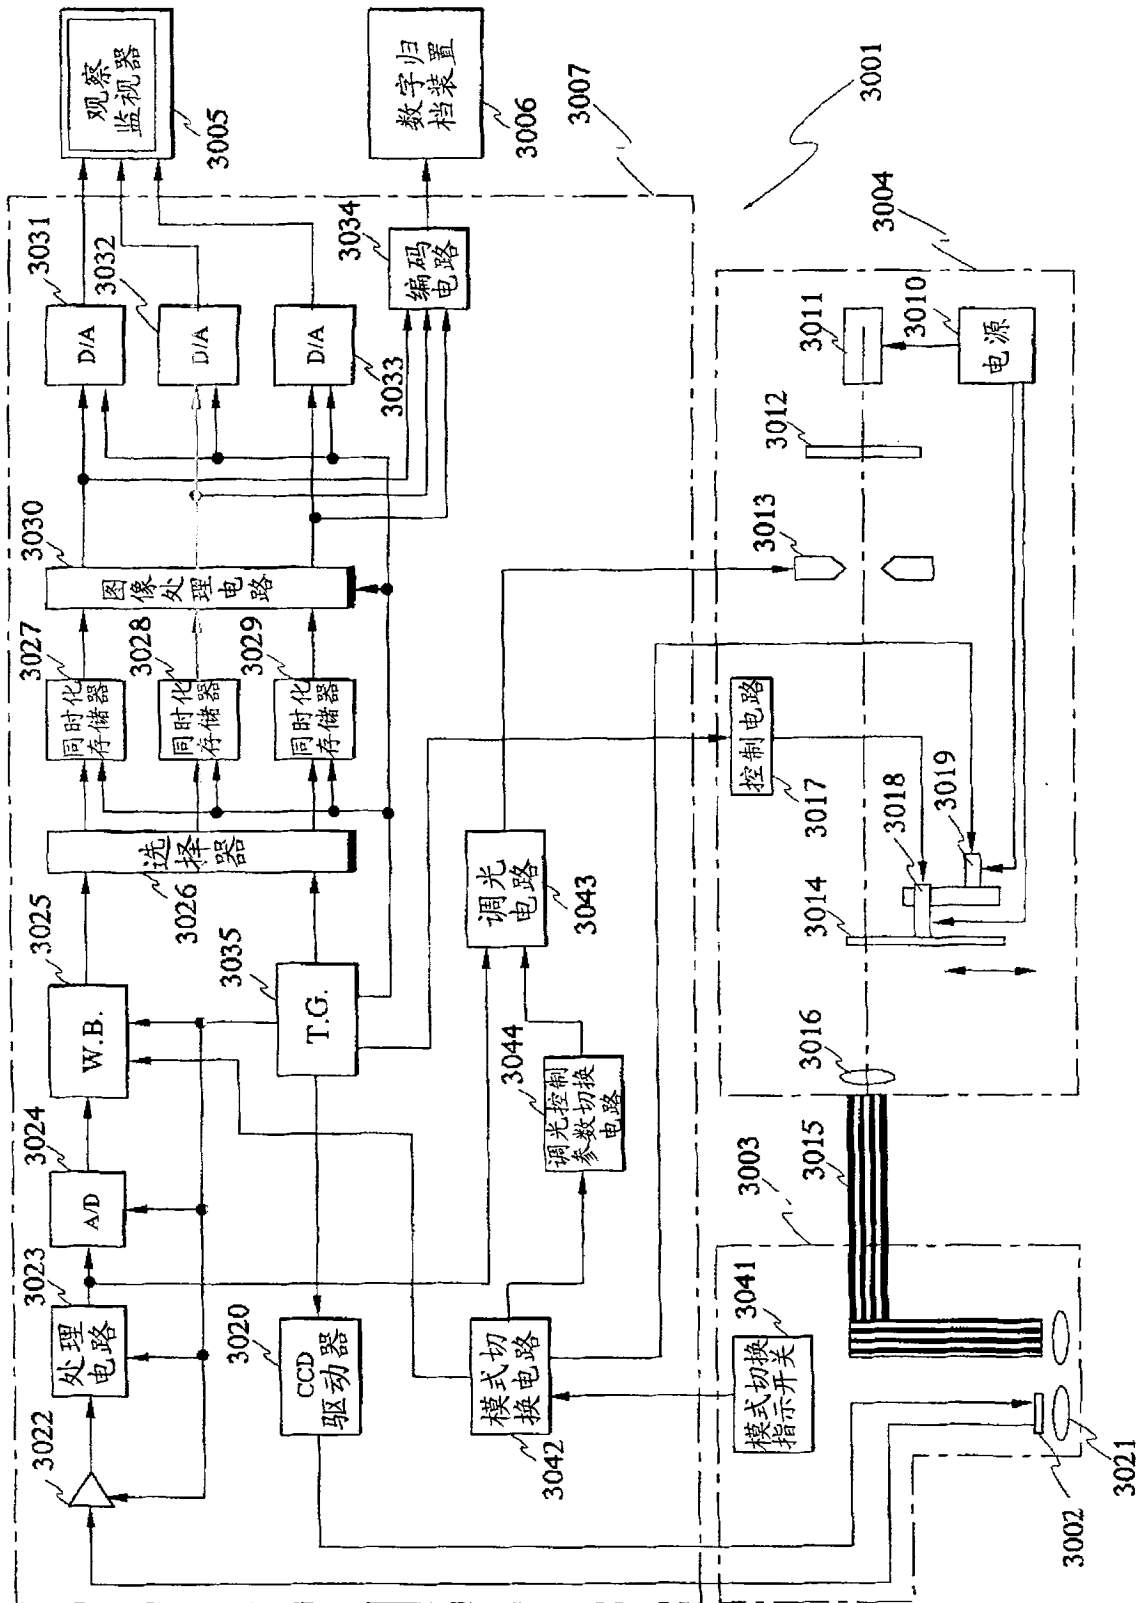 观察
监视器
3005
数字归
档装置
3006
3007
3001
3031
D/A
3032
D/A
D/A
3033
3034
编码
电路
3030
图像处理电路
3027
同时化
存储器
3028
同时化
存储器
3029
同时化
存储器
选择器
3026
3025
W.B.
3035
T.G.
3024
A/D
3023
处理
电路
3022
3020
CCD
驱动器
调光
电路
3043
3044
调光控制
参数切换
电路
模式切
换电路
3042
3041
模式切换
指示开关
3003
3004
3011
3010
电源
3012
3013
控制电路
3017
3018
3019
3014
3016
3015
3002
3021